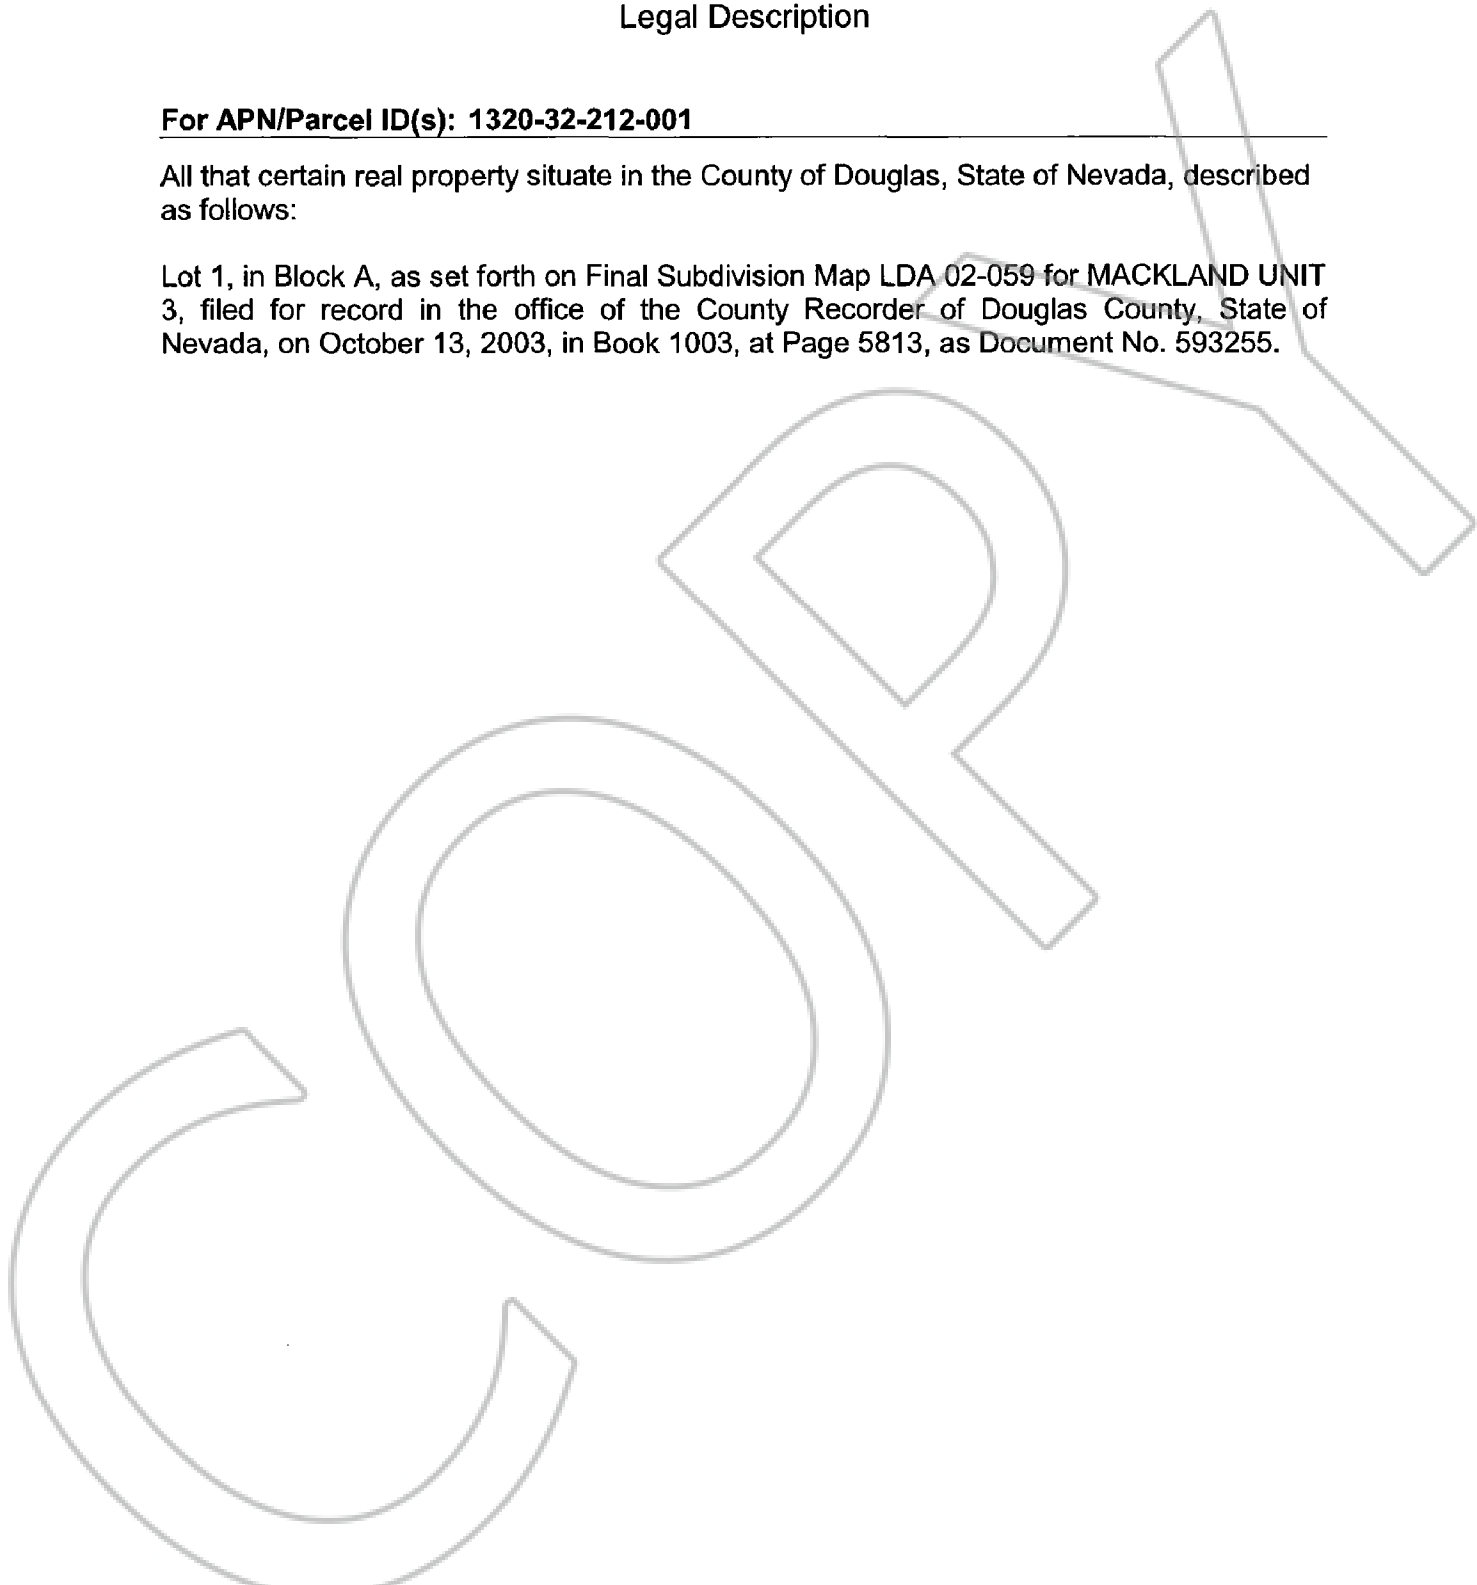 Legal Description
For APN/Parcel ID(s): 1320-32-212-001
All that certain real property situate in the County of Douglas, State of Nevada, described
as follows:
Lot 1, in Block A, as set forth on Final Subdivision Map LDA 02-059 for MACKLAND UNIT
3, filed for record in the office of the County Recorder of Douglas County, State of
Nevada, on October 13, 2003, in Book 1003, at Page 5813, as Document No. 593255.
COPY